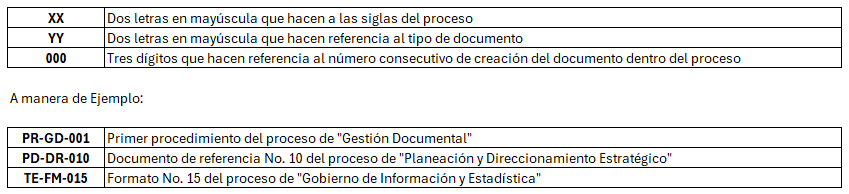 XX Dos letras en mayúscula que hacen a las siglas del proceso
YY Dos letras en mayúscula que hacen referencia al tipo de documento
000 Tres dígitos que hacen referencia al número consecutivo de creación del documento dentro del proceso
A manera de Ejemplo:
PR-GD-001 Primer procedimiento del proceso de "Gestión Documental"
PD-DR-010 Documento de referencia No. 10 del proceso de "Planeación y Direccionamiento Estratégico"
TE-FM-015 Formato No. 15 del proceso de "Gobierno de Información y Estadística"